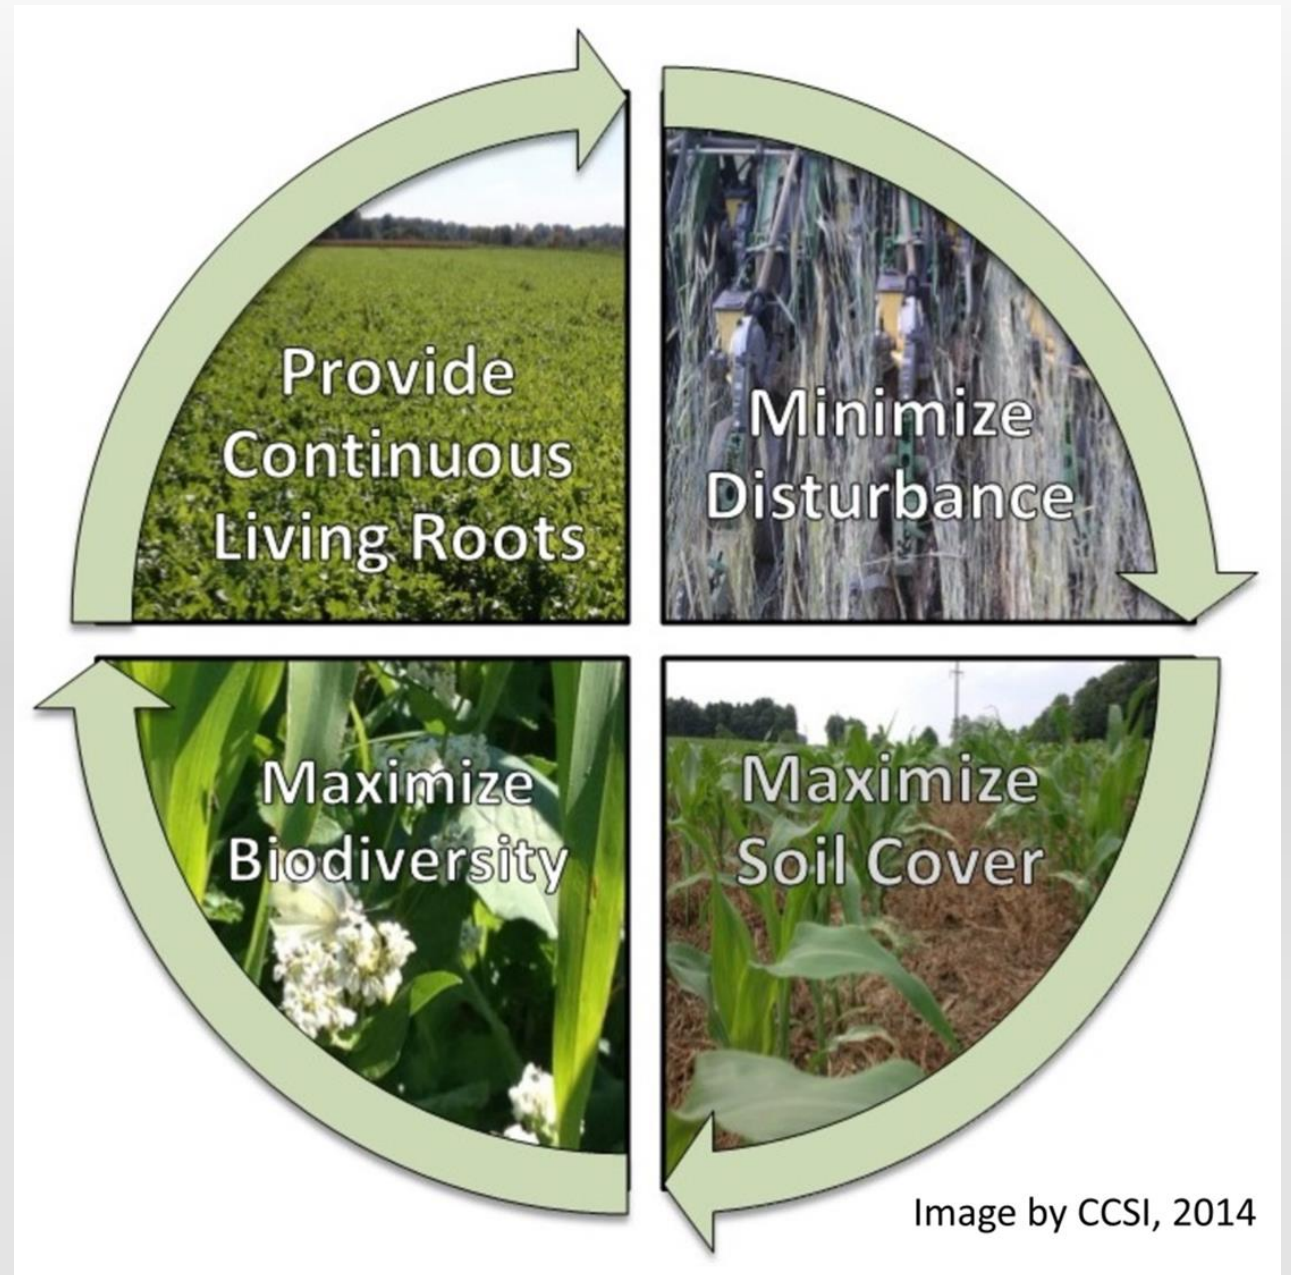 Provide
Continuous
Living Roots
Minimize
Disturbance
Maximize
Biodiversity
Maximize
Soil Cover
Image by CCSI, 2014